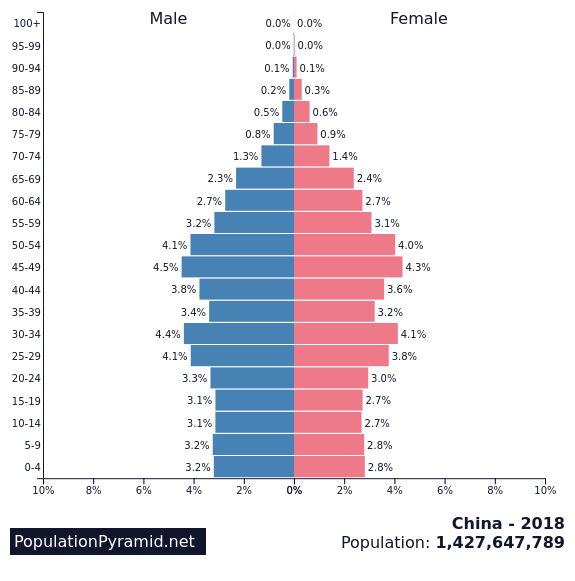 Male Female
100+ 0.0% 0.0%
95-99 0.0% 0.0%
90-94 0.1% 0.1%
85-89 0.2% 0.3%
80-84 0.5% 0.6%
75-79 0.8% 0.9%
70-74 1.3% 1.4%
65-69 2.3% 2.4%
60-64 2.7% 2.7%
55-59 3.2% 3.1%
50-54 4.1% 4.0%
45-49 4.5% 4.3%
40-44 3.8% 3.6%
35-39 3.4% 3.2%
30-34 4.4% 4.1%
25-29 4.1% 3.8%
20-24 3.3% 3.0%
15-19 3.1% 2.7%
10-14 3.1% 2.7%
5-9 3.2% 2.8%
0-4 3.2% 2.8%
10% 8% 6% 4% 2% 0% 2% 4% 6% 8% 10%
China - 2018
PopulationPyramid.net
Population: 1,427,647,789